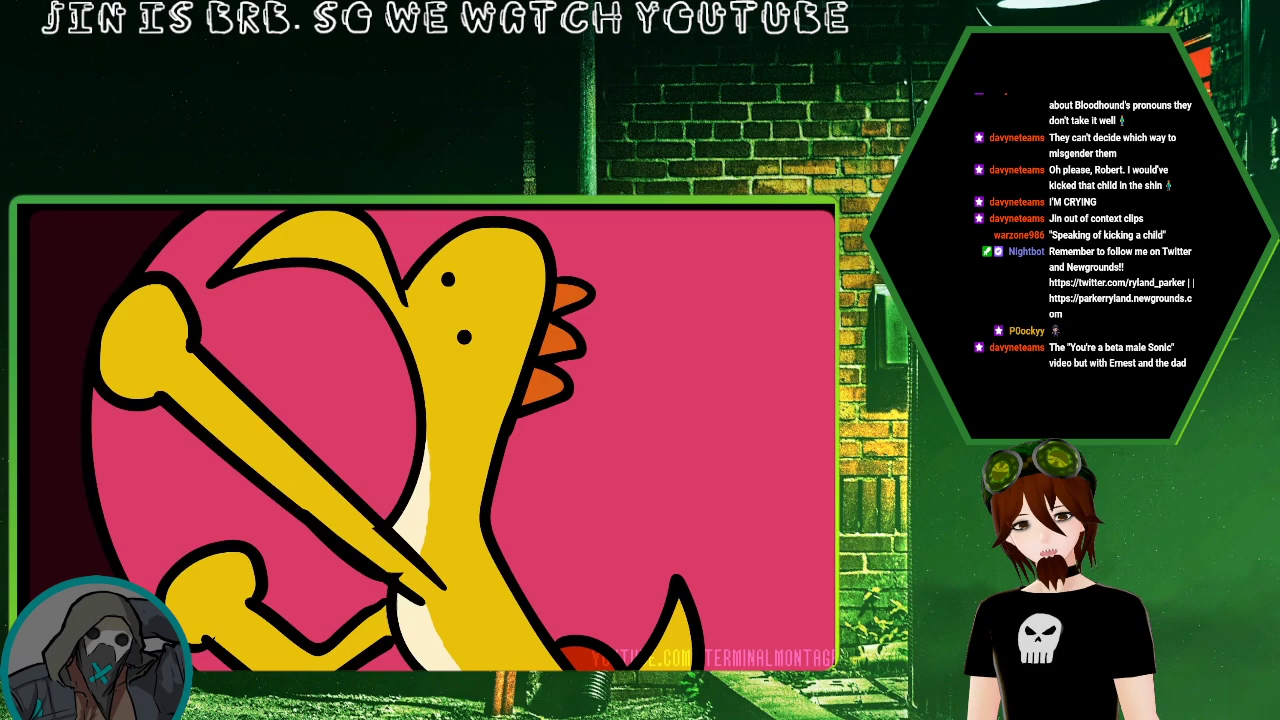 JIN IS BRB. SO WE WATCH YOUTUBE
about Bloodhound's pronouns they
don't take it well
davyneteams They can't decide which way to
misgender them
davyneteams Oh please, Robert. I would've
kicked that child in the shin
davyneteams I'M CRYING
davyneteams Jin out of context clips
warzone986 "Speaking of kicking a child"
Nightbot Remember to follow me on Twitter
and Newgrounds!!
https://twitter.com/ryland_parker | |
https://parkerryland.newgrounds.c
om
P0ockyy
davyneteams The "You're a beta male Sonic"
video but with Ernest and the dad
YOUTUBE.COM/TERMINALMONTAGE